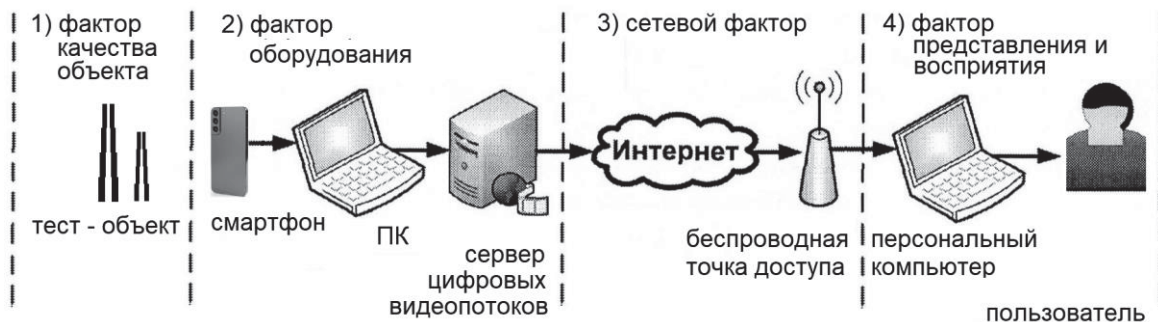 1) фактор
качества
объекта
2) фактор
оборудования
3) сетевой фактор
4) фактор
представления и
восприятия
Интернет
тест - объект
смартфон
ПК
сервер
цифровых
видеопотоков
беспроводная
точка доступа
персональный
компьютер
пользователь